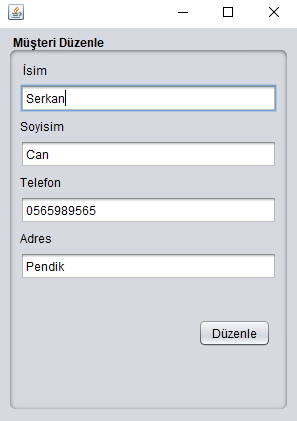 Müşteri Düzenle
İsim
Serkan
Soyisim
Can
Telefon
0565989565
Adres
Pendik
Düzenle